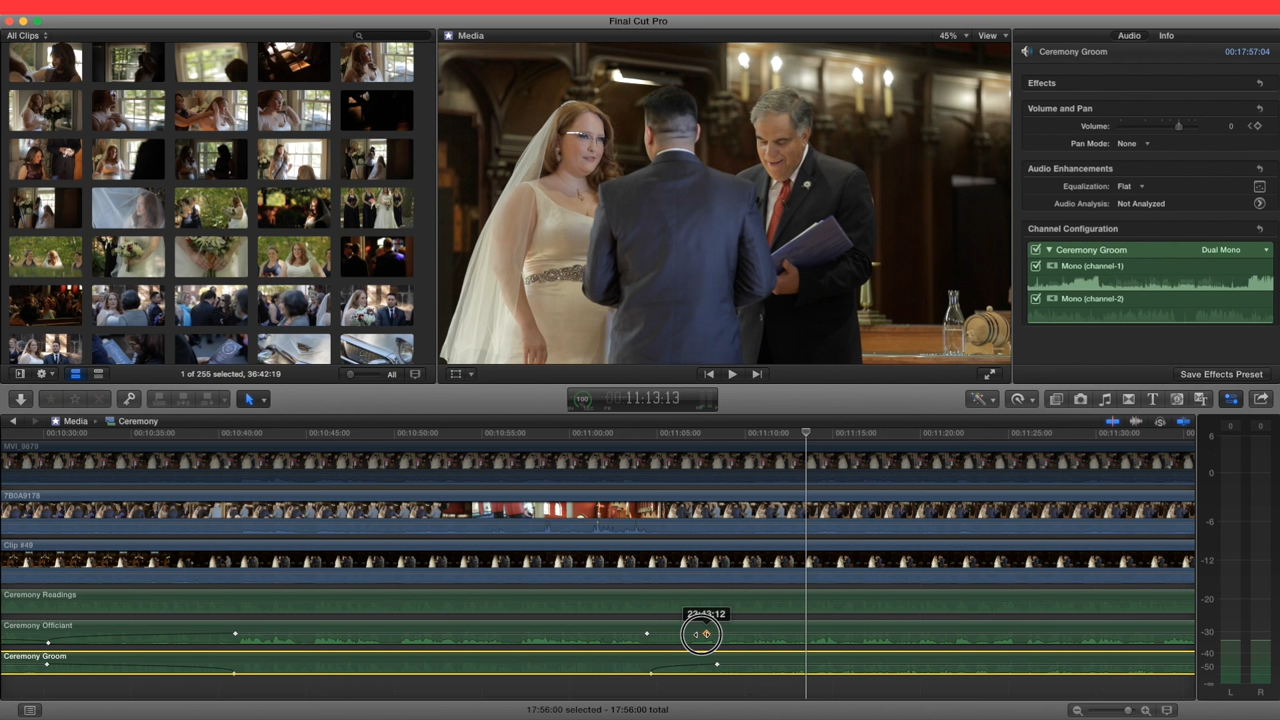 Final Cut Pro
All Clips
Media
45%
View
Audio
Info
Ceremony Groom
00:17:57:04
Effects
Volume and Pan
Volume:
0
Pan Mode:
None
Audio Enhancements
Equalization:
Flat
Audio Analysis:
Not Analyzed
Channel Configuration
Ceremony Groom
Dual Mono
Mono (channel-1)
Mono (channel-2)
1 of 255 selected, 36:42:19
All
Save Effects Preset
100
11:13:13
Media
Ceremony
00:10:30:00
00:10:35:00
00:10:40:00
00:10:45:00
00:10:50:00
00:10:55:00
00:11:00:00
00:11:05:00
00:11:10:00
00:11:15:00
00:11:20:00
00:11:25:00
00:11:30:00
00
MVI_9679
7B0A9178
Clip #49
Ceremony Readings
Ceremony Officiant
Ceremony Groom
0
0
6
0
-6
-12
-20
-30
-40
-50
-∞
L
R
17:56:00 selected - 17:56:00 total